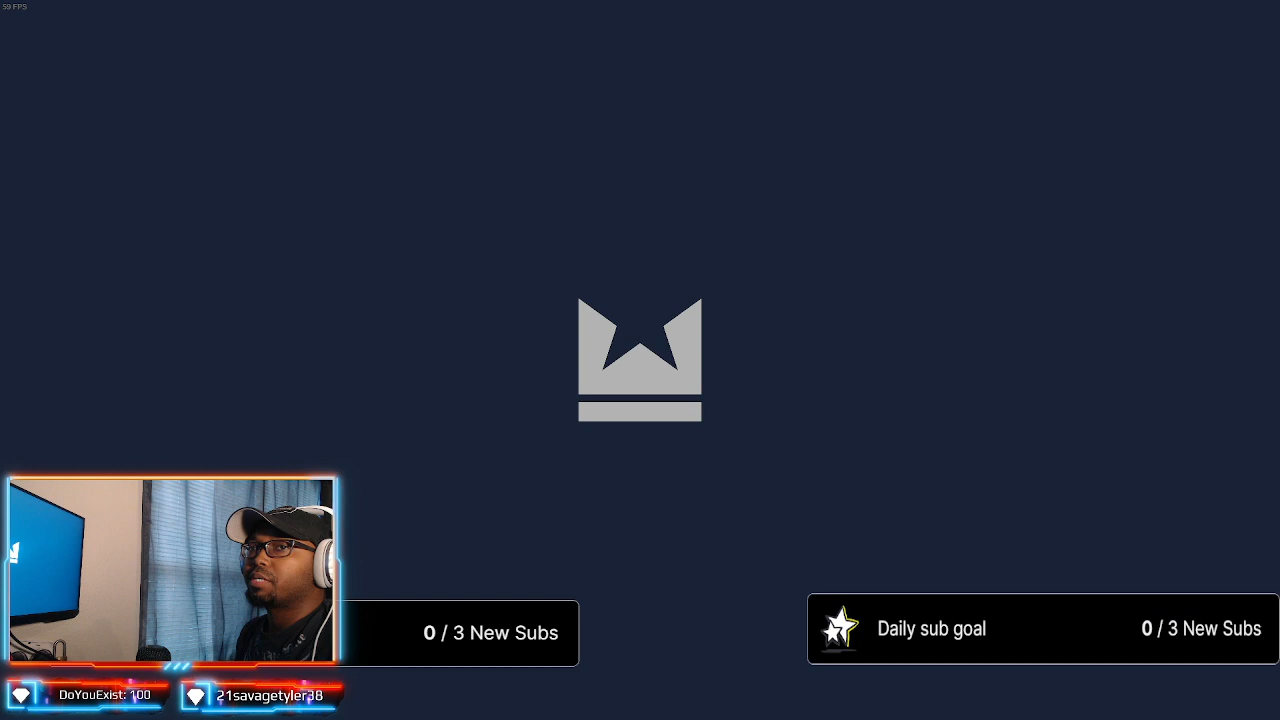 59 FPS
0 / 3 New Subs
Daily sub goal
0 / 3 New Subs
DoYouExist: 100
21savagetyler38